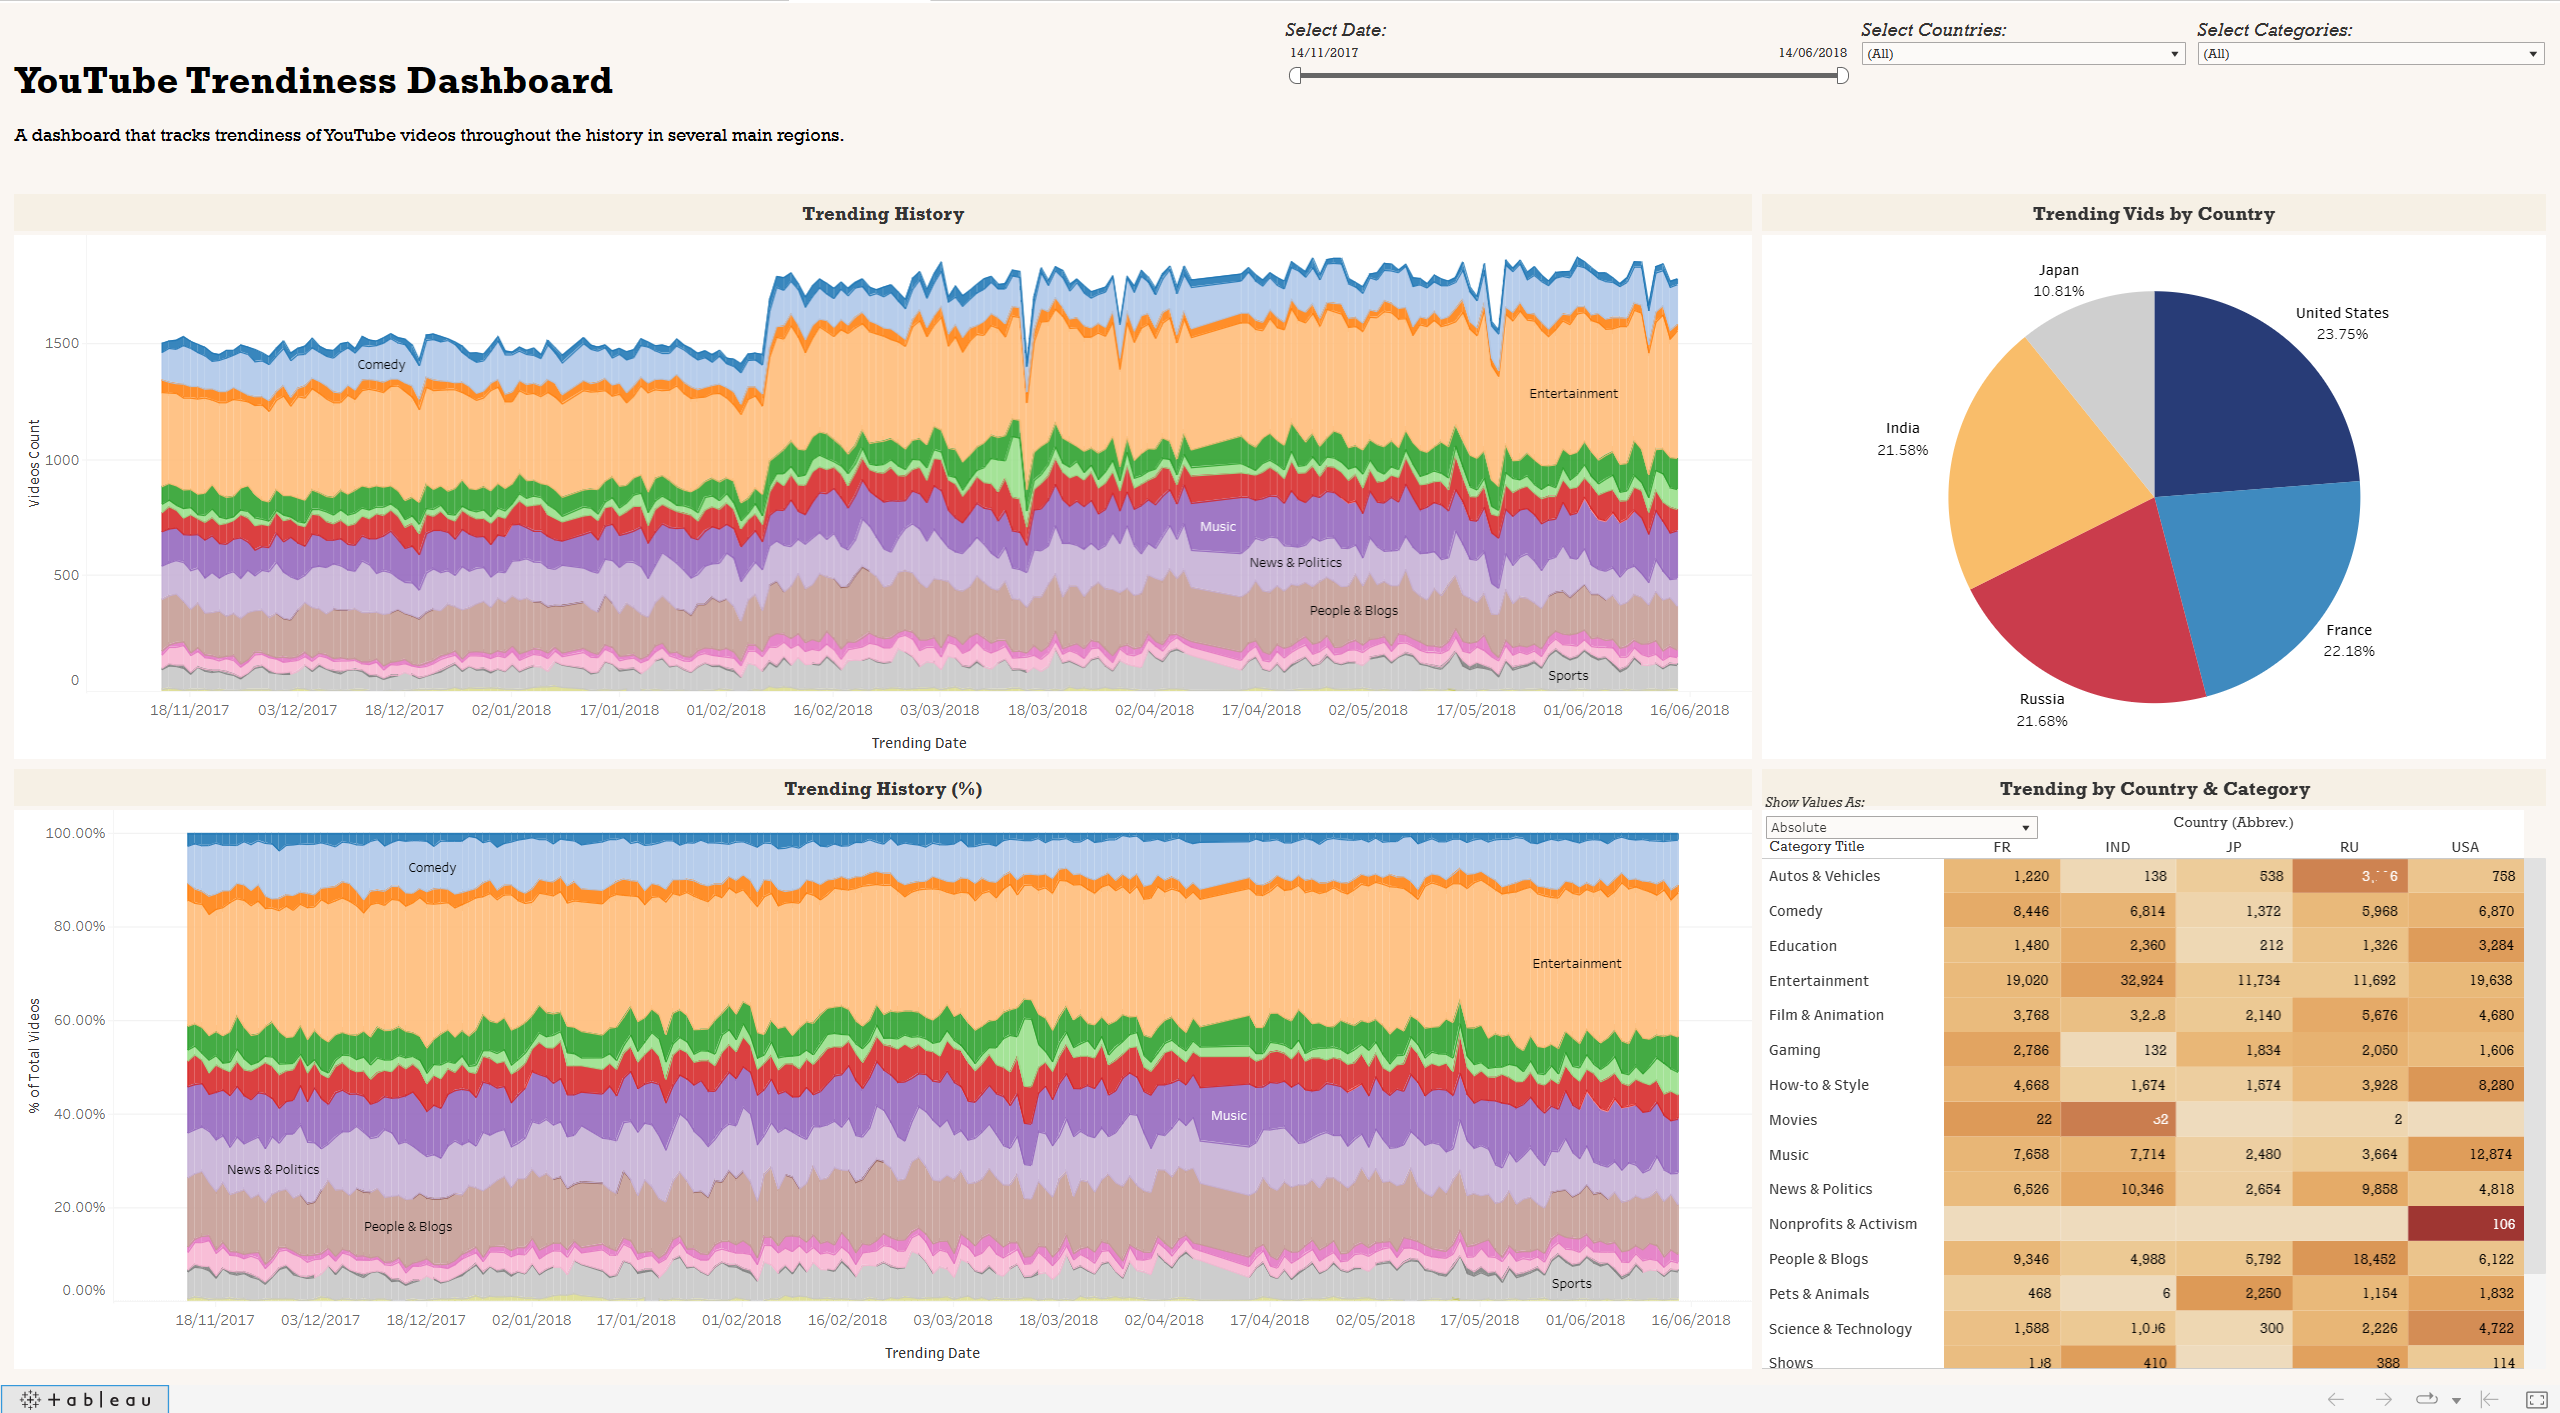 Select Date:
Select Countries:
Select Categories:
14/11/2017
14/06/2018
(All)
(All)
YouTube Trendiness Dashboard
A dashboard that tracks trendiness of YouTube videos throughout the history in several main regions.
Trending History
Videos Count
1500
1000
500
0
Comedy
Entertainment
Music
News & Politics
People & Blogs
Sports
18/11/2017 03/12/2017 18/12/2017 02/01/2018 17/01/2018 01/02/2018 16/02/2018 03/03/2018 18/03/2018 02/04/2018 17/04/2018 02/05/2018 17/05/2018 01/06/2018 16/06/2018
Trending Date
Trending Vids by Country
Japan
10.81%
United States
23.75%
India
21.58%
France
22.18%
Russia
21.68%
Trending History (%)
% of Total Videos
100.00%
80.00%
60.00%
40.00%
20.00%
0.00%
Comedy
Entertainment
Music
News & Politics
People & Blogs
Sports
18/11/2017 03/12/2017 18/12/2017 02/01/2018 17/01/2018 01/02/2018 16/02/2018 03/03/2018 18/03/2018 02/04/2018 17/04/2018 02/05/2018 17/05/2018 01/06/2018 16/06/2018
Trending Date
Trending by Country & Category
Show Values As:
Absolute
Country (Abbrev.)
Category Title FR IND JP RU USA
Autos & Vehicles 1,220 138 538 758
Comedy 8,446 6,814 1,372 5,968 6,870
Education 1,480 2,360 212 1,326 3,284
Entertainment 19,020 32,924 11,734 11,692 19,638
Film & Animation 3,768 2,140 5,676 4,680
Gaming 2,786 132 1,834 2,050 1,606
How-to & Style 4,668 1,674 1,574 3,928 8,280
Movies 22 2
Music 7,658 7,714 2,480 3,664 12,874
News & Politics 6,526 10,346 2,654 9,858 4,818
Nonprofits & Activism 106
People & Blogs 9,346 4,988 5,792 18,452 6,122
Pets & Animals 468 6 2,250 1,154 1,832
Science & Technology 1,588 300 2,226 4,722
Shows 410 388 114
+ableau